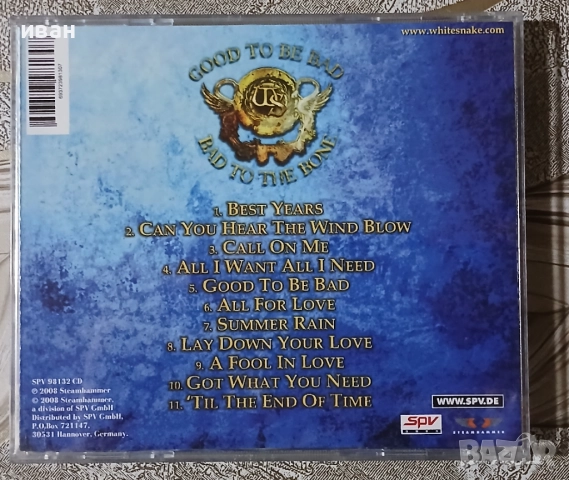 иван
www.whitesnake.com
GOOD TO BE BAD
WS
BAD TO THE BONE
1. BEST YEARS
2. CAN YOU HEAR THE WIND BLOW
3. CALL ON ME
4. ALL I WANT ALL I NEED
5. GOOD TO BE BAD
6. ALL FOR LOVE
7. SUMMER RAIN
8. LAY DOWN YOUR LOVE
9. A FOOL IN LOVE
10. GOT WHAT YOU NEED
11. 'TIL THE END OF TIME
SPV 98132 CD
℗ 2008 Steamhammer
© 2008 Steamhammer,
a division of SPV GmbH
Distributed by SPV GmbH,
P.O.Box 721147,
30531 Hannover, Germany.
WWW.SPV.DE
SPV
STEAMHAMMER
BAZAR